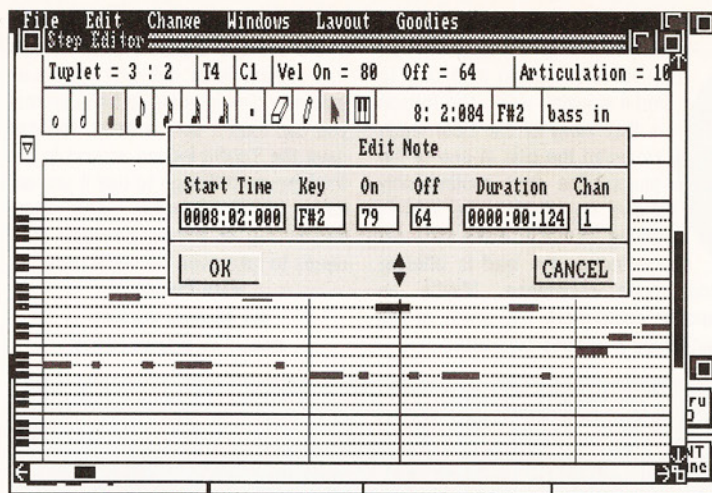 File Edit Change Windows Layout Goodies
Step Editor
Tuplet = 3 : 2 T4 C1 Vel On = 80 Off = 64 Articulation = 10
8: 2:084 F#2 bass in
Edit Note
Start Time Key On Off Duration Chan
0008:02:000 F#2 79 64 0000:00:124 1
OK CANCEL
ru